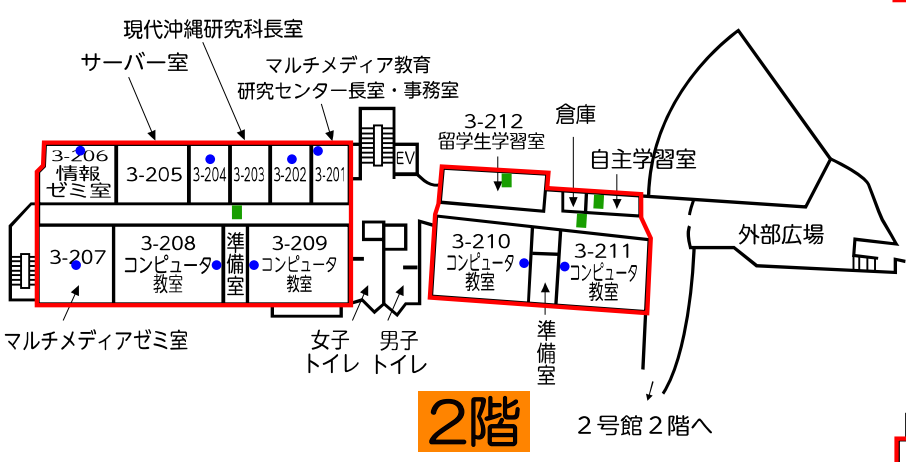 現代沖縄研究科長室
サーバー室
マルチメディア教育
研究センター長室・事務室
3-206
情報
ゼミ室
3-205
3-204
3-203
3-202
3-201
EV
3-212
留学生学習室
倉庫
自主学習室
3-207
3-208
コンピュータ
教室
準備室
3-209
コンピュータ
教室
3-210
コンピュータ
教室
3-211
コンピュータ
教室
外部広場
マルチメディアゼミ室
女子
トイレ
男子
トイレ
準備室
2階
2号館2階へ